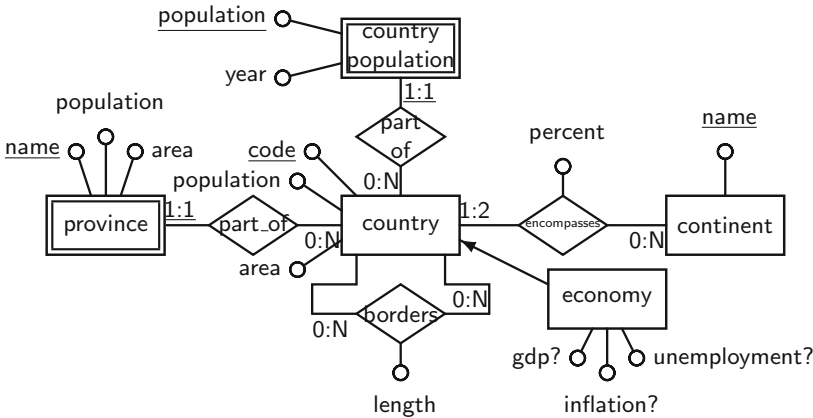 population
country
population
year
1:1
population
part
of
name
area
code
percent
name
population
0:N
1:1
province
part_of
0:N
country
1:2
encompasses
0:N
continent
area
economy
0:N
borders
0:N
gdp?
unemployment?
length
inflation?